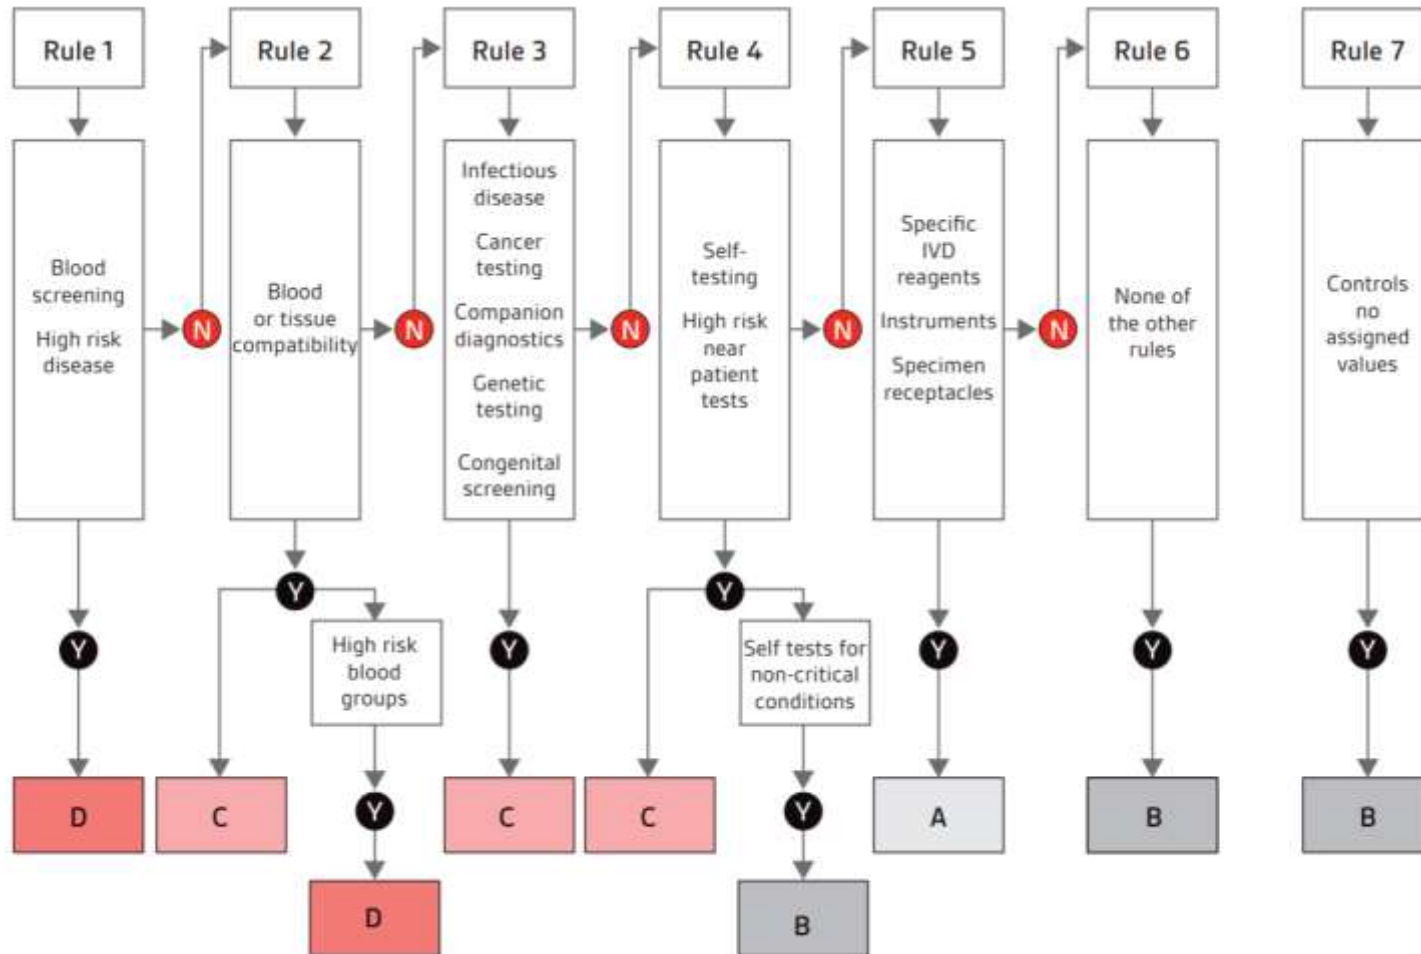 Rule 1
Rule 2
Rule 3
Rule 4
Rule 5
Rule 6
Rule 7
Blood
screening
High risk
disease
N
Blood
or tissue
compatibility
N
Infectious
disease
Cancer
testing
Companion
diagnostics
Genetic
testing
Congenital
screening
N
Self-
testing
High risk
near
patient
tests
N
Specific
IVD
reagents
Instruments
Specimen
receptacles
N
None of
the other
rules
Controls
no
assigned
values
Y
Y
High risk
blood
groups
Y
Y
Self tests for
non-critical
conditions
Y
Y
Y
D
C
Y
D
C
C
Y
B
A
B
B